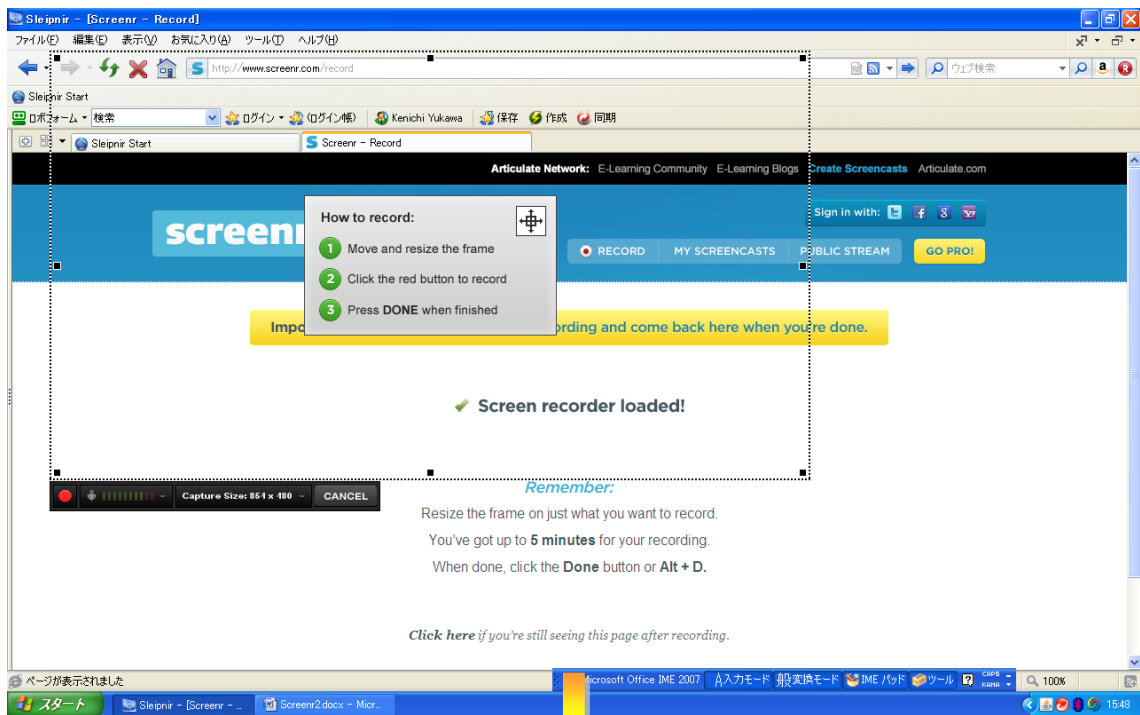 Sleipnir - [Screenr - Record]
ファイル(F) 編集(E) 表示(V) お気に入り(A) ツール(T) ヘルプ(H)
http://www.screenr.com/record
ウェブ検索
Sleipnir Start
ロボフォーム 検索 ログイン (ログイン帳) Kenichi Yukawa 保存 作成 同期
Sleipnir Start Screenr - Record
Articulate Network: E-Learning Community E-Learning Blogs Create Screencasts Articulate.com
Sign in with:
screenr
RECORD MY SCREENCASTS PUBLIC STREAM GO PRO!
How to record:
1 Move and resize the frame
2 Click the red button to record
3 Press DONE when finished
Impo ording and come back here when you're done.
Screen recorder loaded!
Capture Size: 854 x 480 CANCEL
Remember:
Resize the frame on just what you want to record.
You've got up to 5 minutes for your recording.
When done, click the Done button or Alt + D.
Click here if you're still seeing this page after recording.
ページが表示されました
Microsoft Office IME 2007 A入力モード 般変換モード IME パッド ツール CAPS KANA 100%
スタート Sleipnir - [Screenr - ... Screenr2.docx - Micr... 15:48